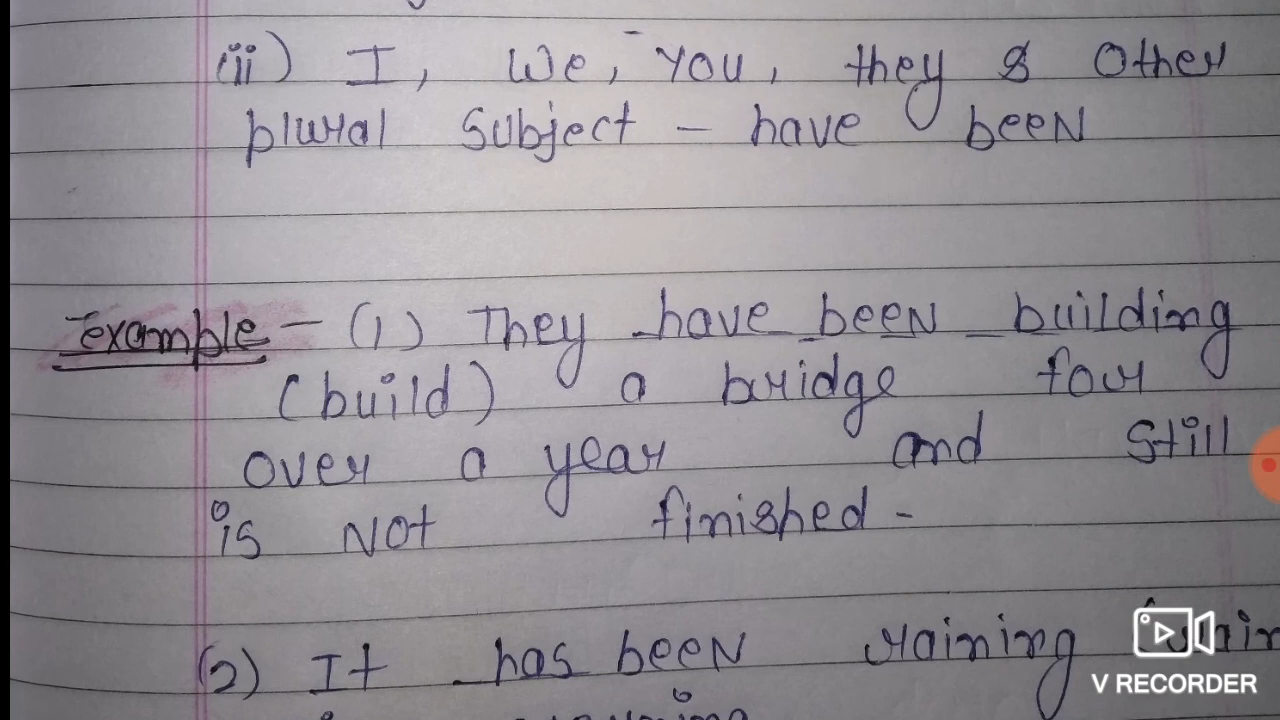 (ii) I, We, You, they & Other
plural Subject - have been
Example - (1) They have been building
(build) a bridge for
over a year and still
is Not finished -
(2) It has been raining
V RECORDER